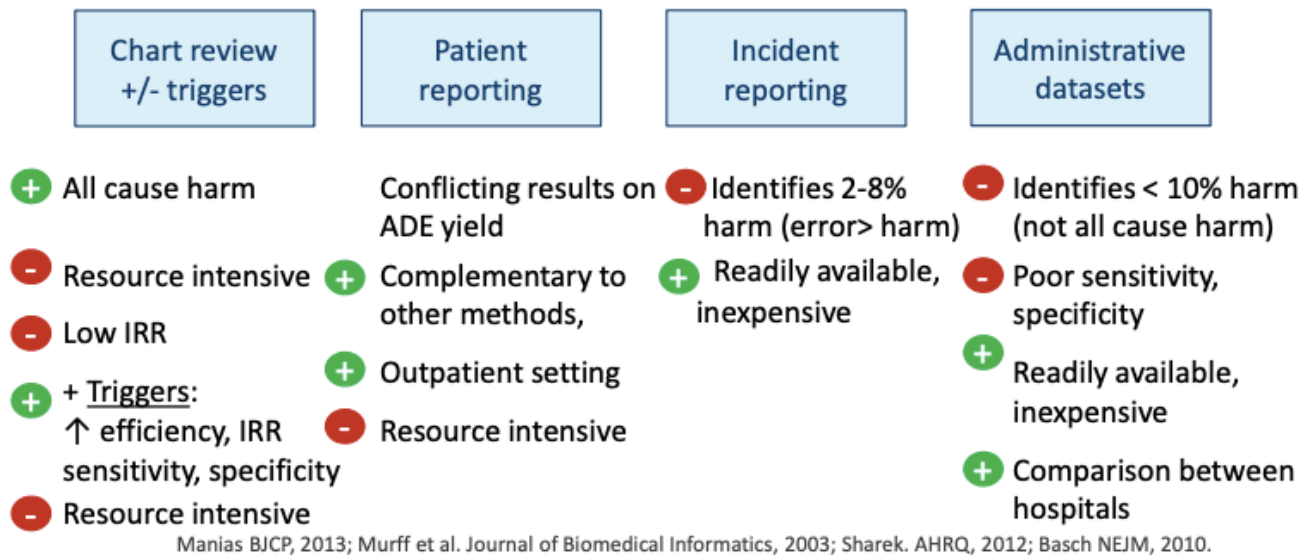 Chart review
+/- triggers
Patient
reporting
Incident
reporting
Administrative
datasets
+ All cause harm
- Resource intensive
- Low IRR
+ + Triggers:
↑ efficiency, IRR
sensitivity, specificity
- Resource intensive
Conflicting results on
ADE yield
+ Complementary to
other methods,
+ Outpatient setting
- Resource intensive
- Identifies 2-8%
harm (error> harm)
+ Readily available,
inexpensive
- Identifies < 10% harm
(not all cause harm)
- Poor sensitivity,
specificity
+ Readily available,
inexpensive
+ Comparison between
hospitals
Manias BJCP, 2013; Murff et al. Journal of Biomedical Informatics, 2003; Sharek. AHRQ, 2012; Basch NEJM, 2010.